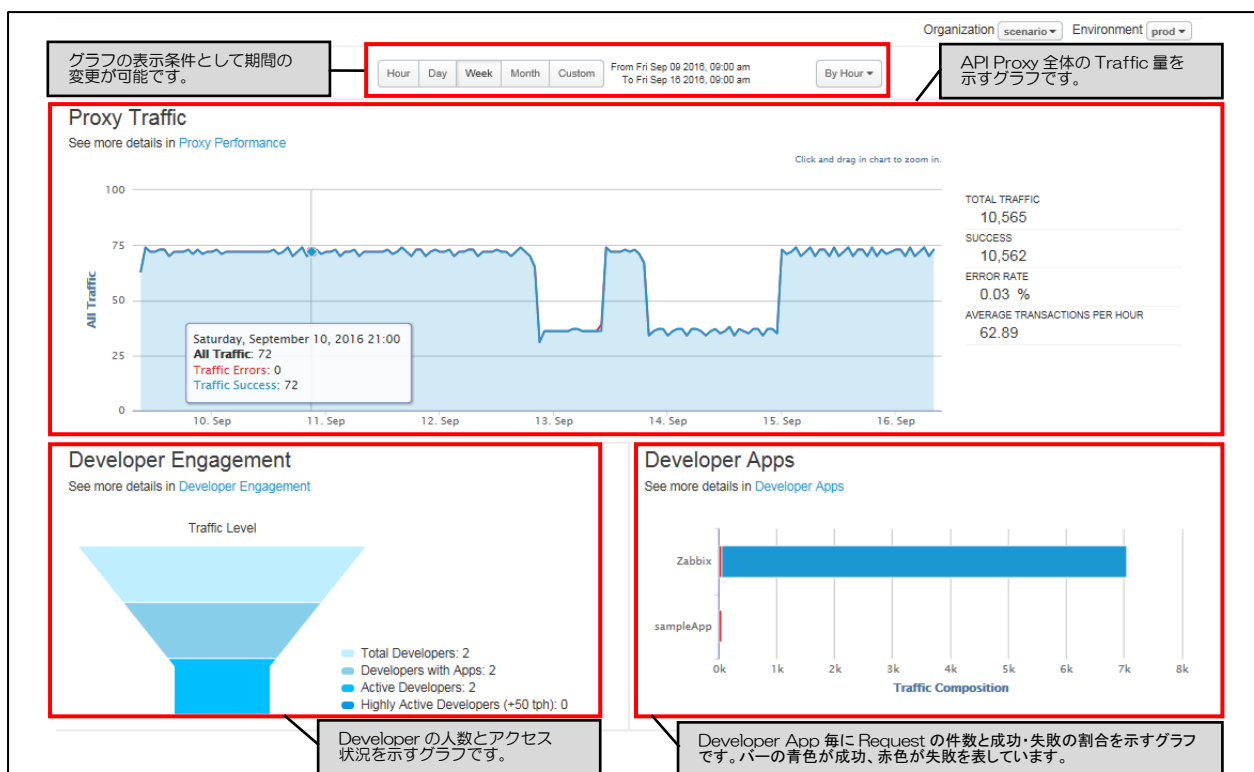 Organization scenario Environment prod
グラフの表示条件として期間の
変更が可能です。
Hour Day Week Month Custom
From Fri Sep 09 2016, 09:00 am
To Fri Sep 16 2016, 09:00 am
By Hour
API Proxy 全体の Traffic 量を
示すグラフです。
Proxy Traffic
See more details in Proxy Performance
Click and drag in chart to zoom in.
All Traffic
100
75
50
25
0
Saturday, September 10, 2016 21:00
All Traffic: 72
Traffic Errors: 0
Traffic Success: 72
10. Sep 11. Sep 12. Sep 13. Sep 14. Sep 15. Sep 16. Sep
TOTAL TRAFFIC
10,565
SUCCESS
10,562
ERROR RATE
0.03 %
AVERAGE TRANSACTIONS PER HOUR
62.89
Developer Engagement
See more details in Developer Engagement
Traffic Level
Total Developers: 2
Developers with Apps: 2
Active Developers: 2
Highly Active Developers (+50 tph): 0
Developer の人数とアクセス
状況を示すグラフです。
Developer Apps
See more details in Developer Apps
Zabbix
sampleApp
0k 1k 2k 3k 4k 5k 6k 7k 8k
Traffic Composition
Developer App 毎に Request の件数と成功・失敗の割合を示すグラフ
です。バーの青色が成功、赤色が失敗を表しています。